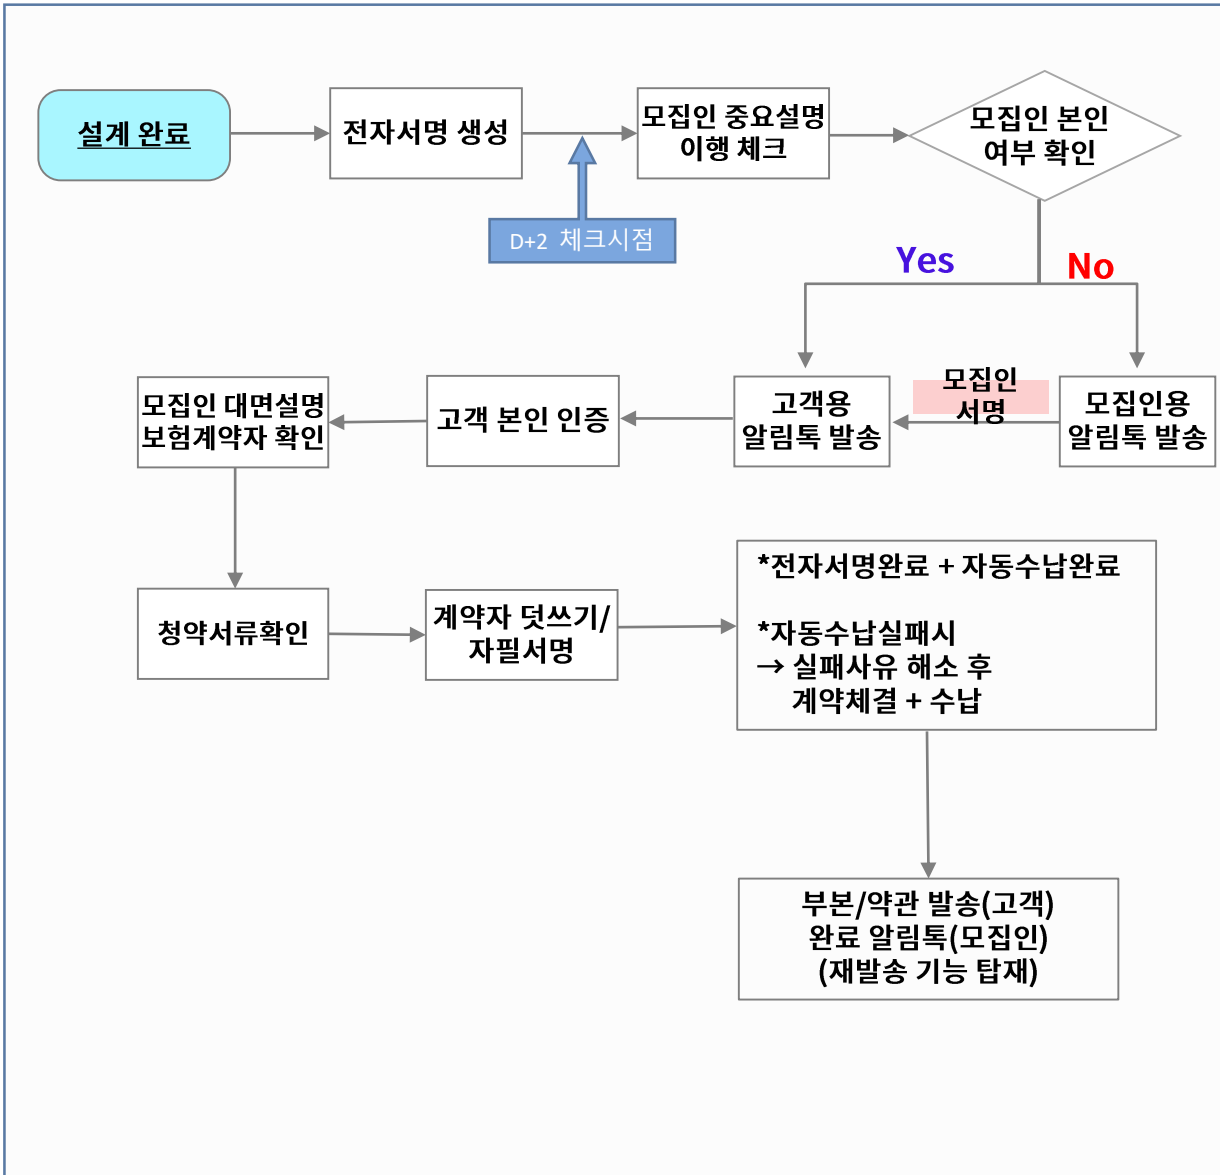 설계 완료
전자서명 생성
모집인 중요설명
이행 체크
모집인 본인
여부 확인
D+2 체크시점
Yes
No
모집인용
알림톡 발송
모집인
서명
고객용
알림톡 발송
고객 본인 인증
모집인 대면설명
보험계약자 확인
청약서류확인
계약자 덧쓰기/
자필서명
*전자서명완료 + 자동수납완료
*자동수납실패시
→ 실패사유 해소 후
계약체결 + 수납
부본/약관 발송(고객)
완료 알림톡(모집인)
(재발송 기능 탑재)